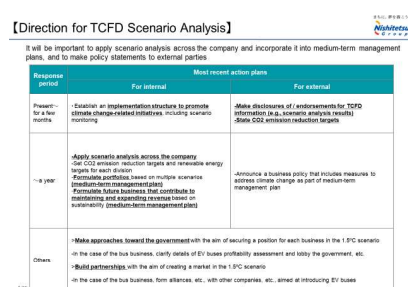 【Direction for TCFD Scenario Analysis】
Nishitetsu
Group
It will be important to apply scenario analysis across the company and incorporate it into medium-term management
plans, and to make policy statements to external parties
Response
period
Most recent action plans
For internal
For external
Present~
for a few
months
-Establish an implementation structure to promote
climate change-related initiatives, including scenario
monitoring
-Make disclosures of / endorsements for TCFD
information (e.g., scenario analysis results)
-State CO2 emission reduction targets
~a year
-Apply scenario analysis across the company
-Set CO2 emission reduction targets and renewable energy
targets for each division
-Formulate portfolios based on multiple scenarios
(medium-term management plan)
-Formulate future business that contribute to
maintaining and expanding revenue based on
sustainability (medium-term management plan)
-Announce a business policy that includes measures to
address climate change as part of medium-term
management plan
Others
>Make approaches toward the government with the aim of securing a position for each business in the 1.5ºC scenario
-In the case of the bus business, clarify details of EV buses profitability assessment and lobby the government, etc.
>Build partnerships with the aim of creating a market in the 1.5ºC scenario
-In the case of the bus business, form alliances, etc., with other companies, etc., aimed at introducing EV buses